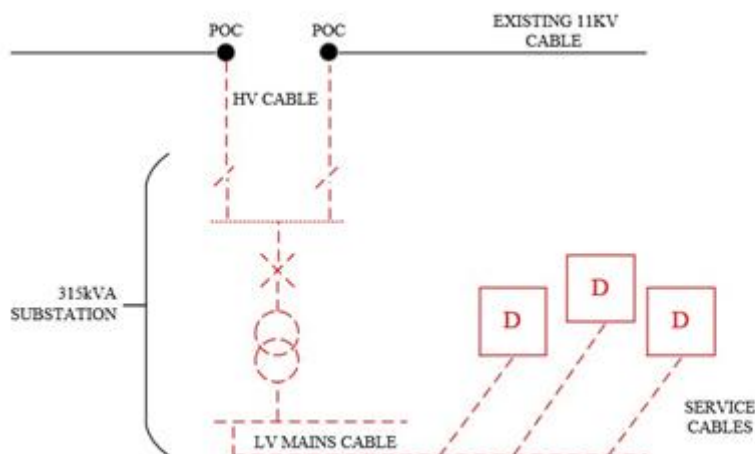 POC
POC
EXISTING 11KV
CABLE
HV CABLE
315kVA
SUBSTATION
D
D
D
SERVICE
CABLES
LV MAINS CABLE